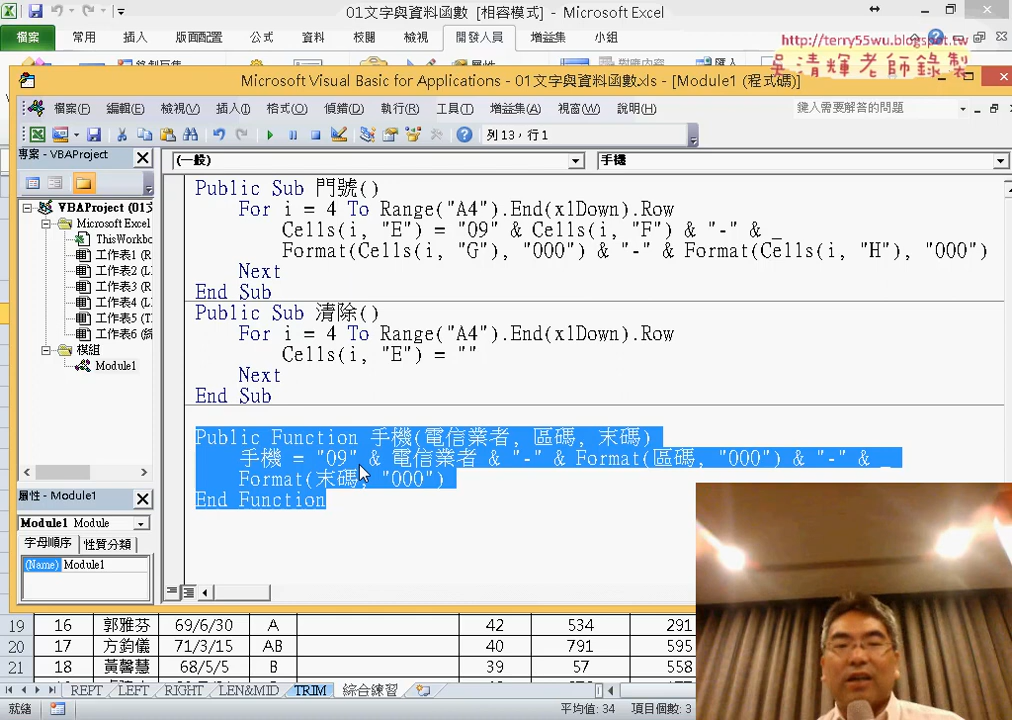 01文字與資料函數 [相容模式] - Microsoft Excel
檔案 常用 插入 版面配置 公式 資料 校閱 檢視 開發人員 增益集 小組
http://terry55wu.blogspot.tw
吳清輝老師錄製
Microsoft Visual Basic for Applications - 01文字與資料函數.xls - [Module1 (程式碼)]
檔案(F) 編輯(E) 檢視(V) 插入(I) 格式(O) 偵錯(D) 執行(R) 工具(T) 增益集(A) 視窗(W) 說明(H) 鍵入需要解答的問題
列 13，行 1
專案 - VBAProject
(一般) 手機
VBAProject (01文
Microsoft Excel
ThisWorkbo
工作表1 (R
工作表2 (L
工作表3 (R
工作表4 (L
工作表5 (T
工作表6 (綜
模組
Module1
屬性 - Module1
Module1 Module
字母順序 性質分類
(Name) Module1
Public Sub 門號()
For i = 4 To Range("A4").End(xlDown).Row
Cells(i, "E") = "09" & Cells(i, "F") & "-" & _
Format(Cells(i, "G"), "000") & "-" & Format(Cells(i, "H"), "000")
Next
End Sub
Public Sub 清除()
For i = 4 To Range("A4").End(xlDown).Row
Cells(i, "E") = ""
Next
End Sub
Public Function 手機(電信業者, 區碼, 末碼)
手機 = "09" & 電信業者 & "-" & Format(區碼, "000") & "-" & _
Format(末碼, "000")
End Function
19 16 郭雅芬 69/6/30 A 42 534 291
20 17 方鈞儀 71/3/15 AB 40 791 595
21 18 黃馨慧 68/5/5 B 39 57 558
REPT LEFT RIGHT LEN&MID TRIM 綜合練習
就緒 平均值: 34 項目個數: 3